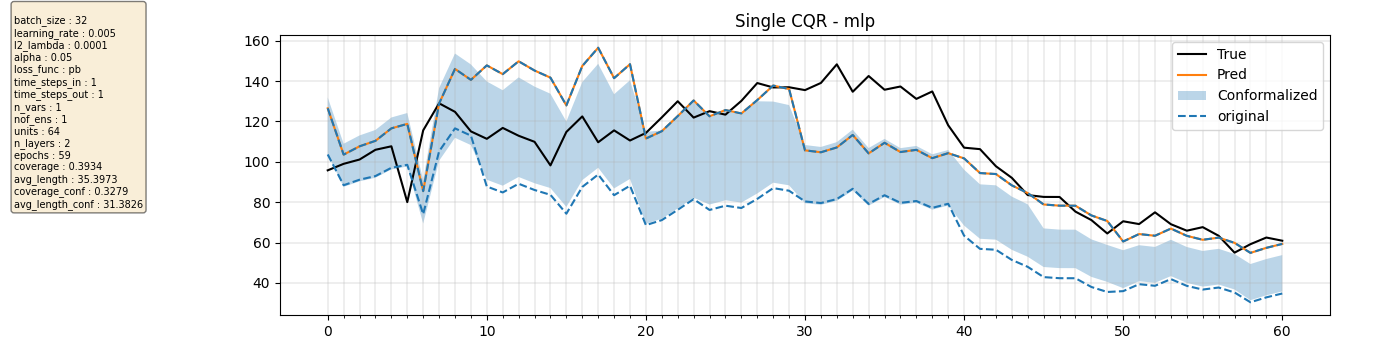 batch_size : 32
learning_rate : 0.005
l2_lambda : 0.0001
alpha : 0.05
loss_func : pb
time_steps_in : 1
time_steps_out : 1
n_vars : 1
nof_ens : 1
units : 64
n_layers : 2
epochs : 59
coverage : 0.3934
avg_length : 35.3973
coverage_conf : 0.3279
avg_length_conf : 31.3826
Single CQR - mlp
160
140
120
100
80
60
40
True
Pred
Conformalized
original
0 10 20 30 40 50 60